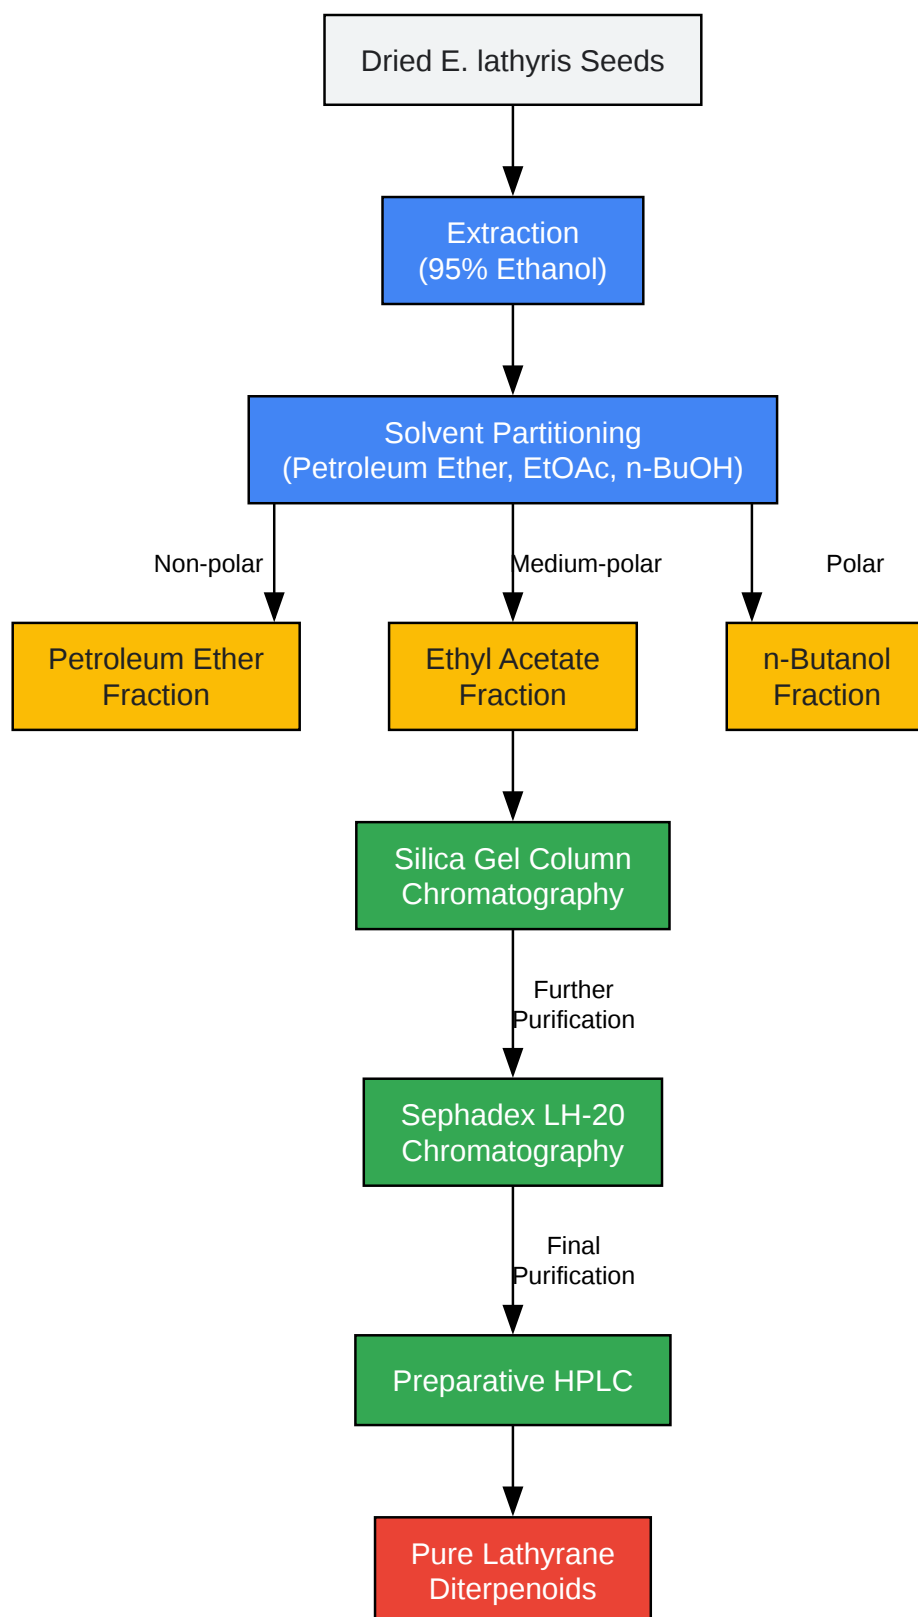 Dried E. lathyris Seeds
Extraction
(95% Ethanol)
Solvent Partitioning
(Petroleum Ether, EtOAc, n-BuOH)
Non-polar
Medium-polar
Polar
Petroleum Ether
Fraction
Ethyl Acetate
Fraction
n-Butanol
Fraction
Silica Gel Column
Chromatography
Further
Purification
Sephadex LH-20
Chromatography
Final
Purification
Preparative HPLC
Pure Lathyrane
Diterpenoids